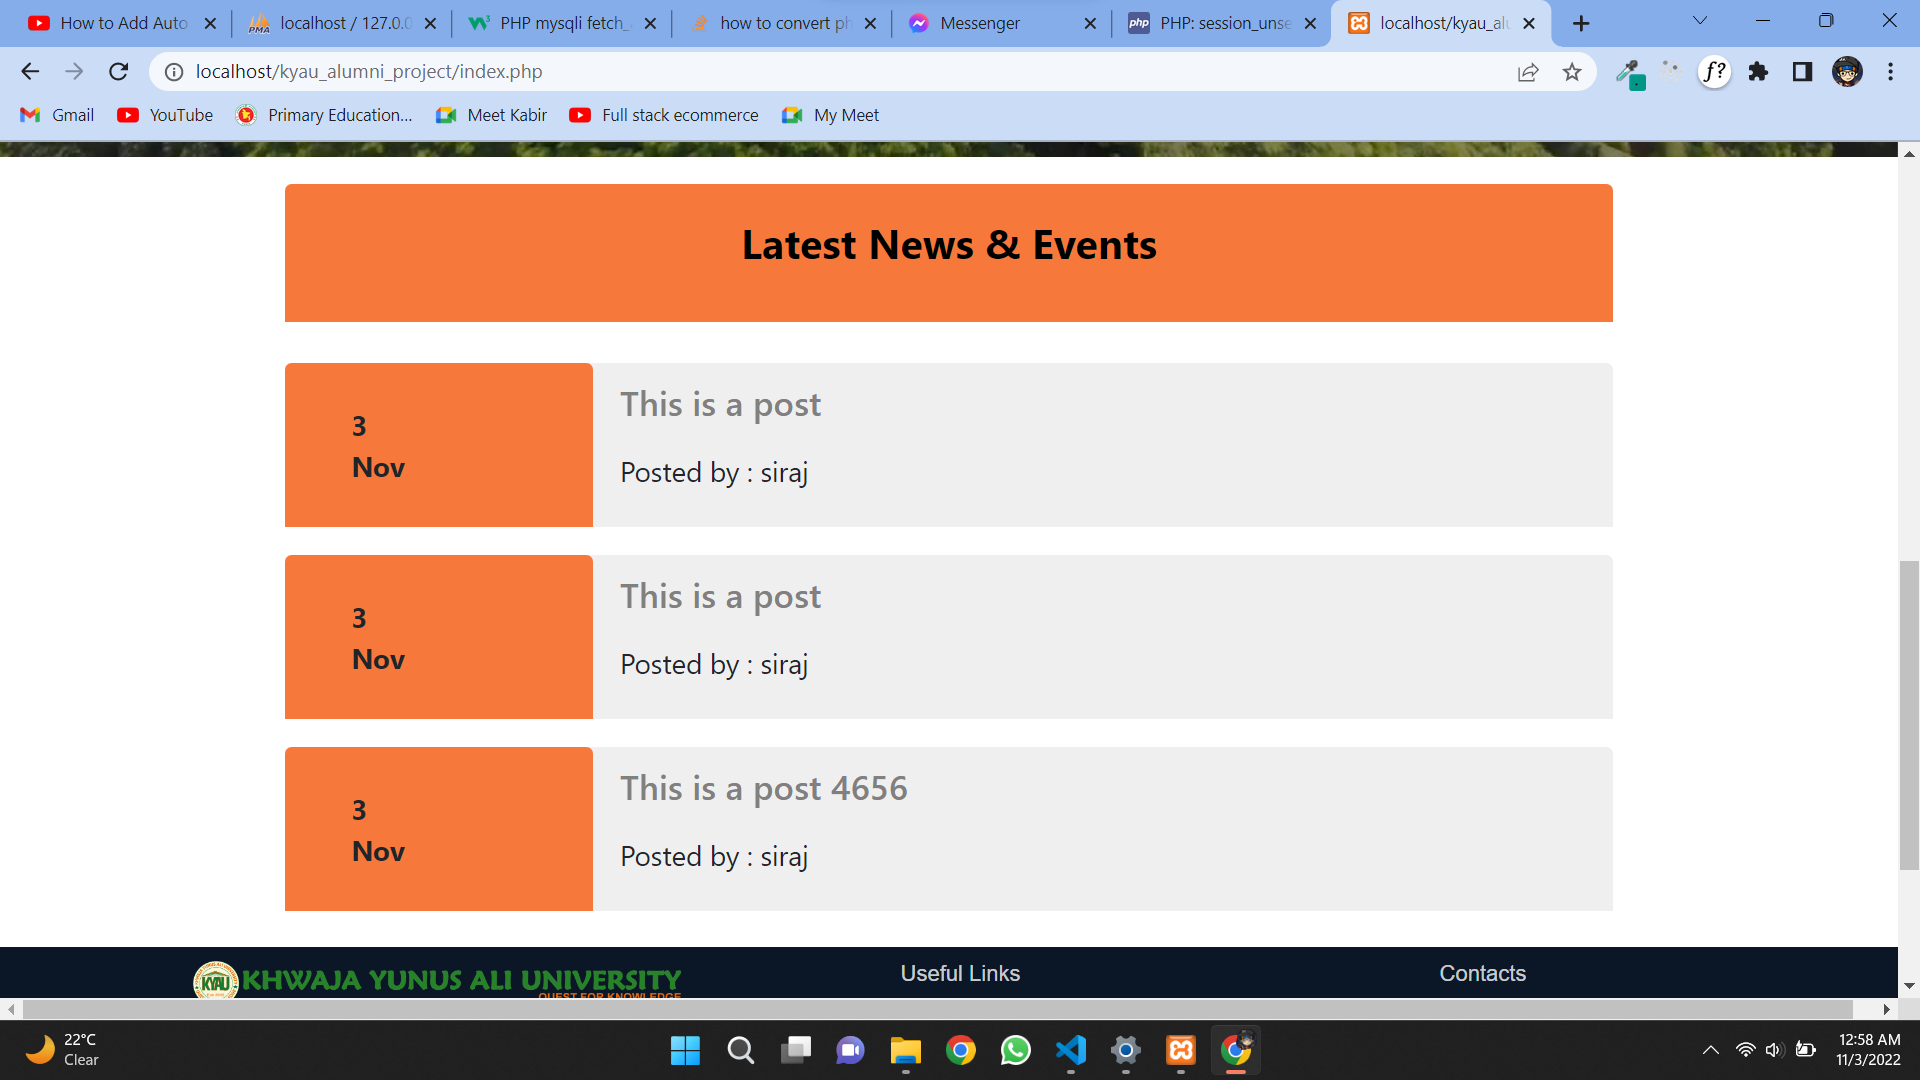 How to Add Auto
localhost / 127.0.0
PHP mysqli fetch_
how to convert ph
Messenger
php PHP: session_unse
localhost/kyau_alu
localhost/kyau_alumni_project/index.php
f?
Gmail
YouTube
Primary Education...
Meet Kabir
Full stack ecommerce
My Meet
Latest News & Events
3
Nov
This is a post
Posted by : siraj
3
Nov
This is a post
Posted by : siraj
3
Nov
This is a post 4656
Posted by : siraj
KYAU
KHWAJA YUNUS ALI UNIVERSITY
QUEST FOR KNOWLEDGE
Useful Links
Contacts
22°C
Clear
12:58 AM
11/3/2022